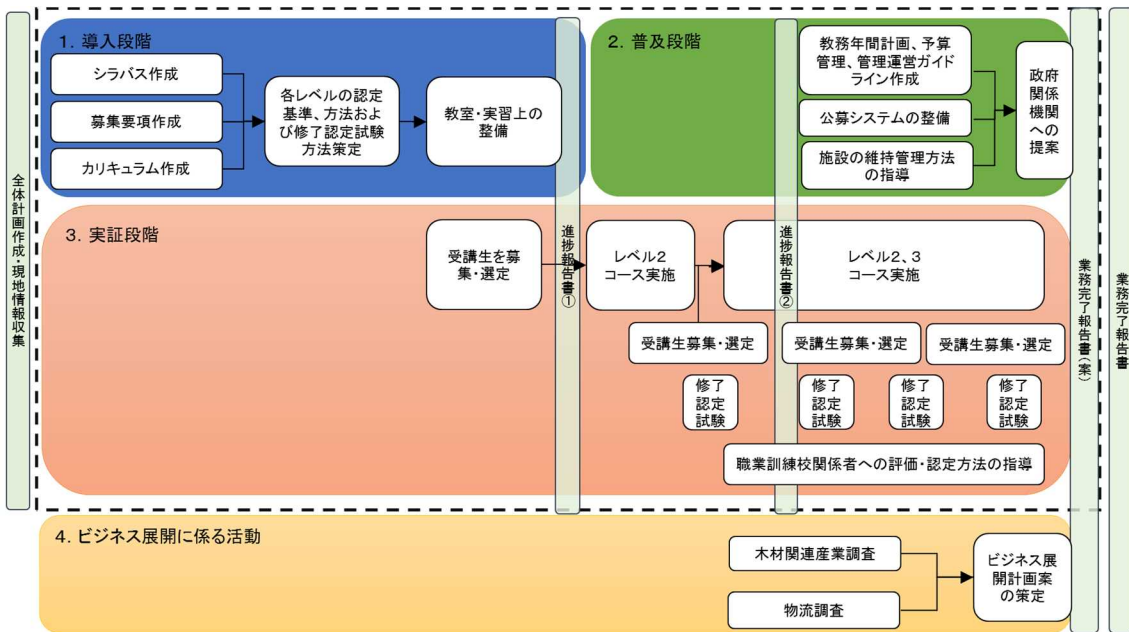 全体計画作成・現地情報収集
1. 導入段階
シラバス作成
募集要項作成
カリキュラム作成
各レベルの認定
基準、方法およ
び修了認定試験
方法策定
教室・実習上の
整備
進捗報告書①
2. 普及段階
教務年間計画、予算
管理、管理運営ガイド
ライン作成
公募システムの整備
施設の維持管理方法
の指導
政府
関係
機関
への
提案
3. 実証段階
受講生を募
集・選定
レベル2
コース実施
進捗報告書②
レベル2、3
コース実施
受講生募集・選定
受講生募集・選定
受講生募集・選定
修了
認定
試験
修了
認定
試験
修了
認定
試験
修了
認定
試験
職業訓練校関係者への評価・認定方法の指導
4. ビジネス展開に係る活動
木材関連産業調査
物流調査
ビジネス展
開計画案
の策定
業務完了報告書(案)
業務完了報告書